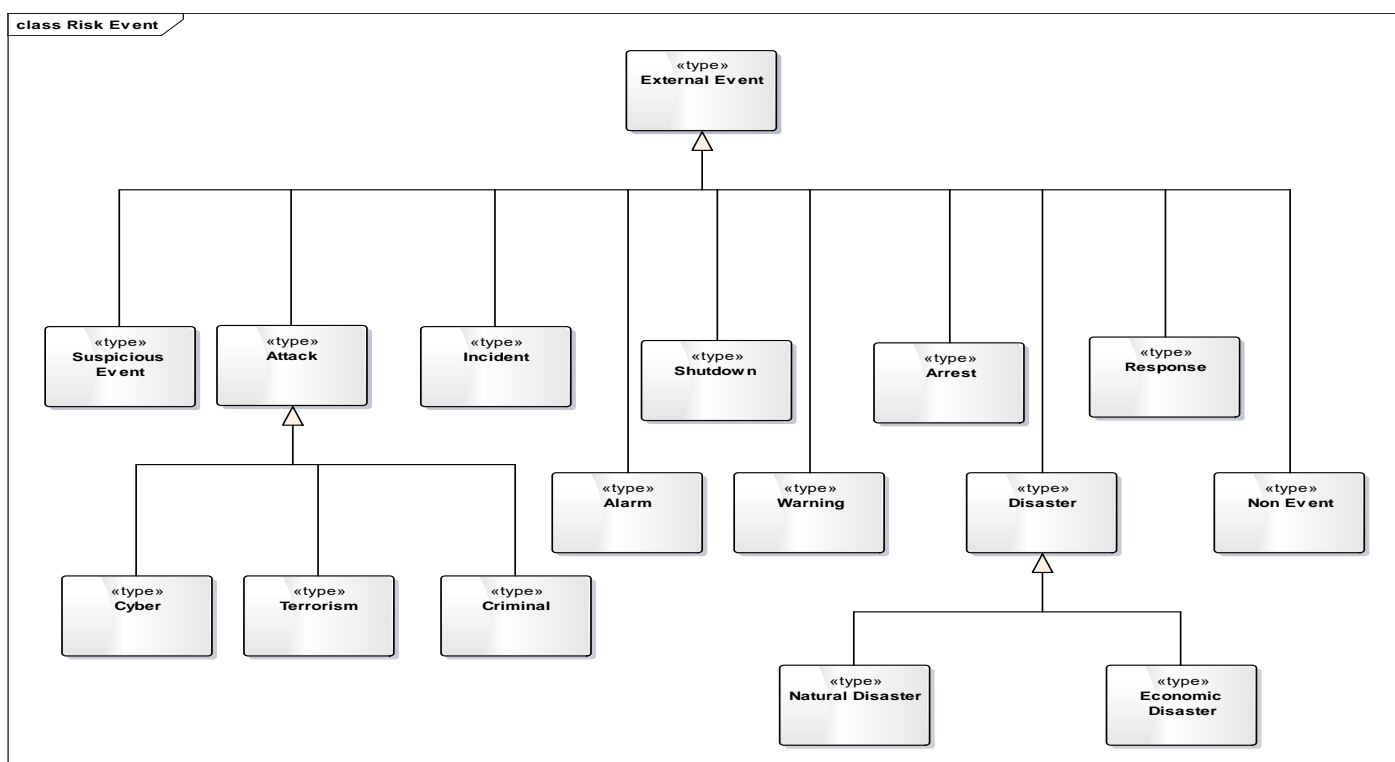 class Risk Event
«type»
External Event
«type»
Suspicious
Event
«type»
Attack
«type»
Incident
«type»
Shutdown
«type»
Arrest
«type»
Response
«type»
Alarm
«type»
Warning
«type»
Disaster
«type»
Non Event
«type»
Cyber
«type»
Terrorism
«type»
Criminal
«type»
Natural Disaster
«type»
Economic
Disaster